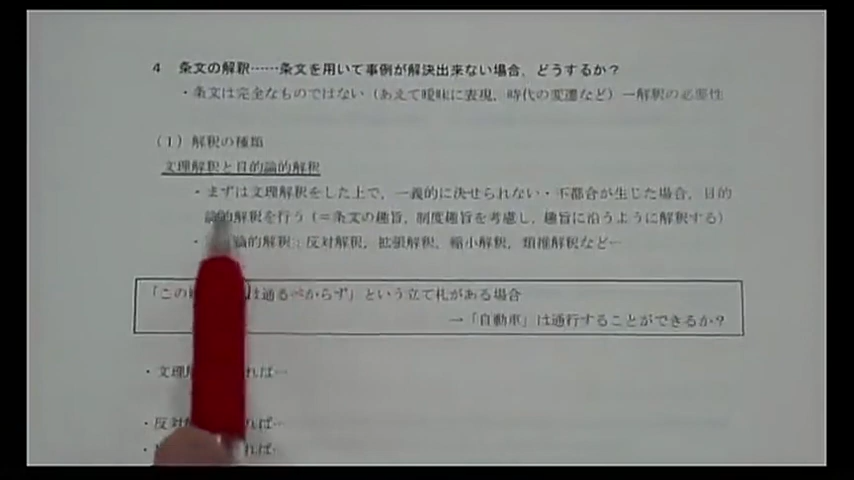 4 条文の解釈……条文を用いて事例が解決出来ない場合、どうするか?
・条文は完全なものではない（あえて曖昧に表現、時代の変遷など）→解釈の必要性
（1）解釈の種類
文理解釈と目的論的解釈
・まずは文理解釈をした上で、一義的に決せられない・不都合が生じた場合、目的
論的解釈を行う（＝条文の趣旨、制度趣旨を考慮し、趣旨に沿うように解釈する）
・論的解釈：反対解釈、拡張解釈、縮小解釈、類推解釈など…
「この は通るべからず」という立て札がある場合
→「自動車」は通行することができるか?
・文理 れば…
・反対 れば…
・ れば…